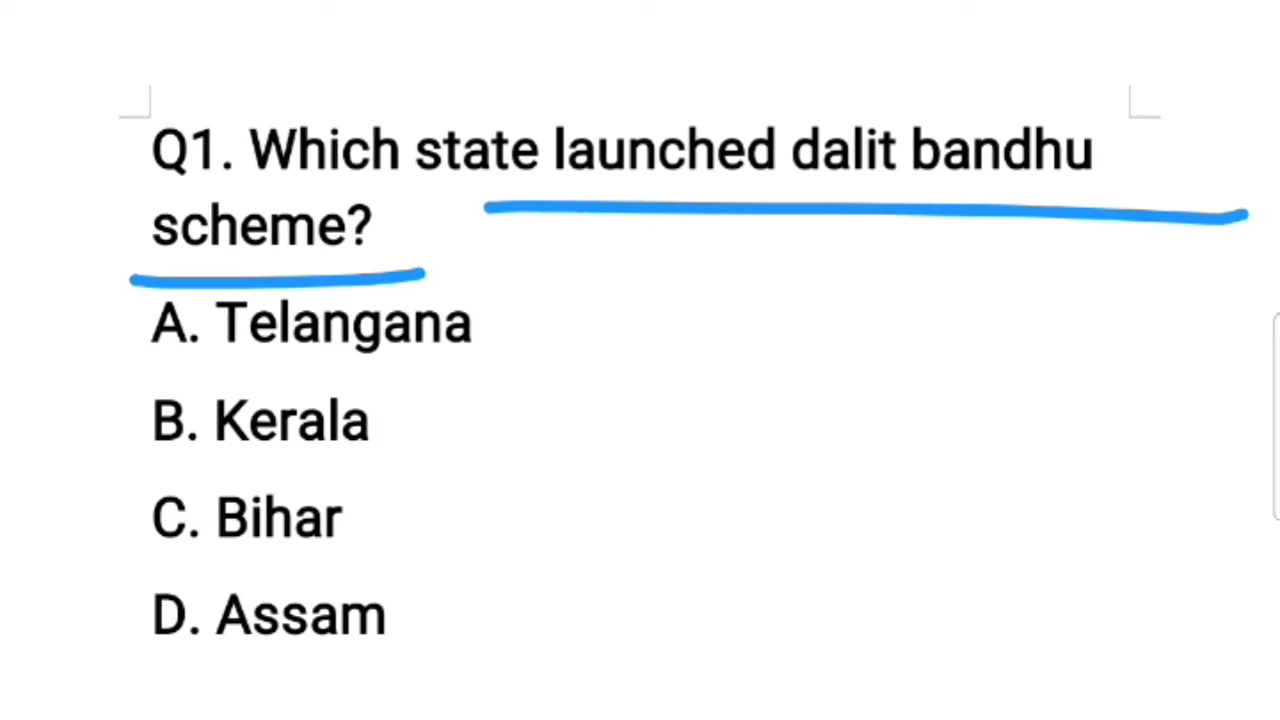 Q1. Which state launched dalit bandhu
scheme?
A. Telangana
B. Kerala
C. Bihar
D. Assam